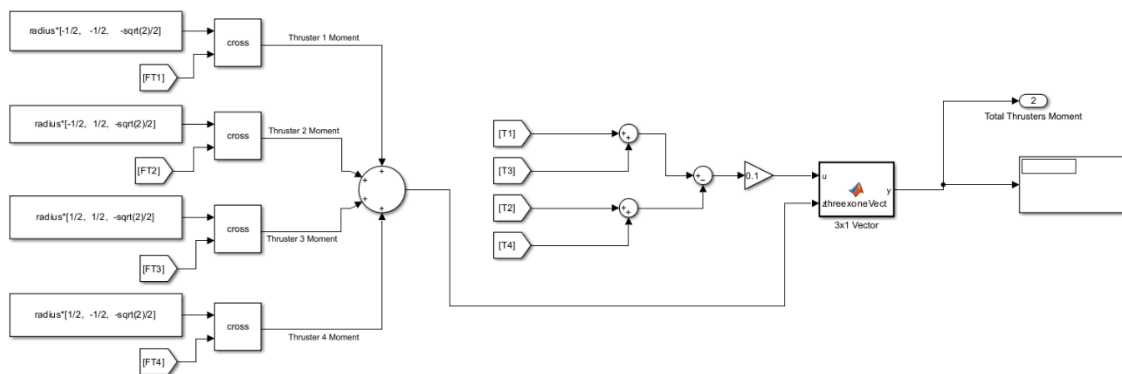 radius*[-1/2, -1/2, -sqrt(2)/2]
cross
Thruster 1 Moment
[FT1]
radius*[-1/2, 1/2, -sqrt(2)/2]
cross
Thruster 2 Moment
[FT2]
radius*[1/2, 1/2, -sqrt(2)/2]
cross
Thruster 3 Moment
[FT3]
radius*[1/2, -1/2, -sqrt(2)/2]
cross
Thruster 4 Moment
[FT4]
+
+
+
+
[T1]
[T3]
+
+
[T2]
[T4]
+
+
+
−
0.1
u
y
zthreexoneVect
3x1 Vector
2
Total Thrusters Moment